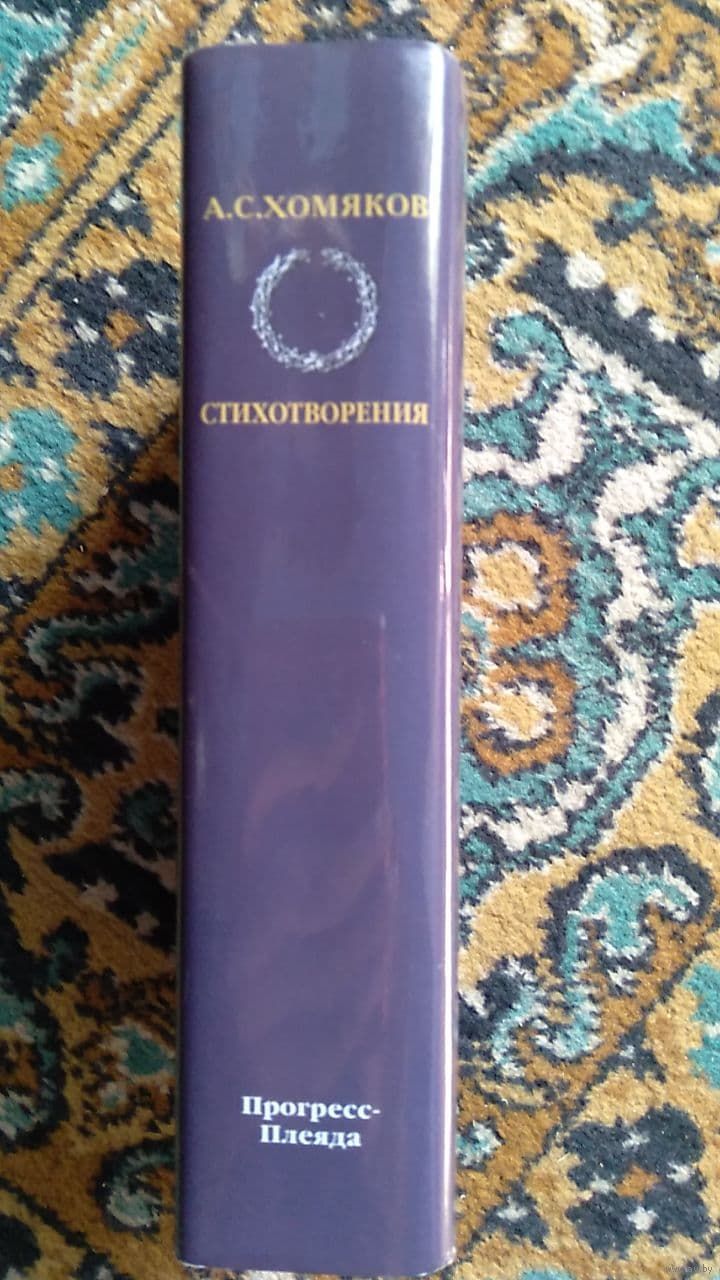 А.С.ХОМЯКОВ
СТИХОТВОРЕНИЯ
Прогресс-
Плеяда